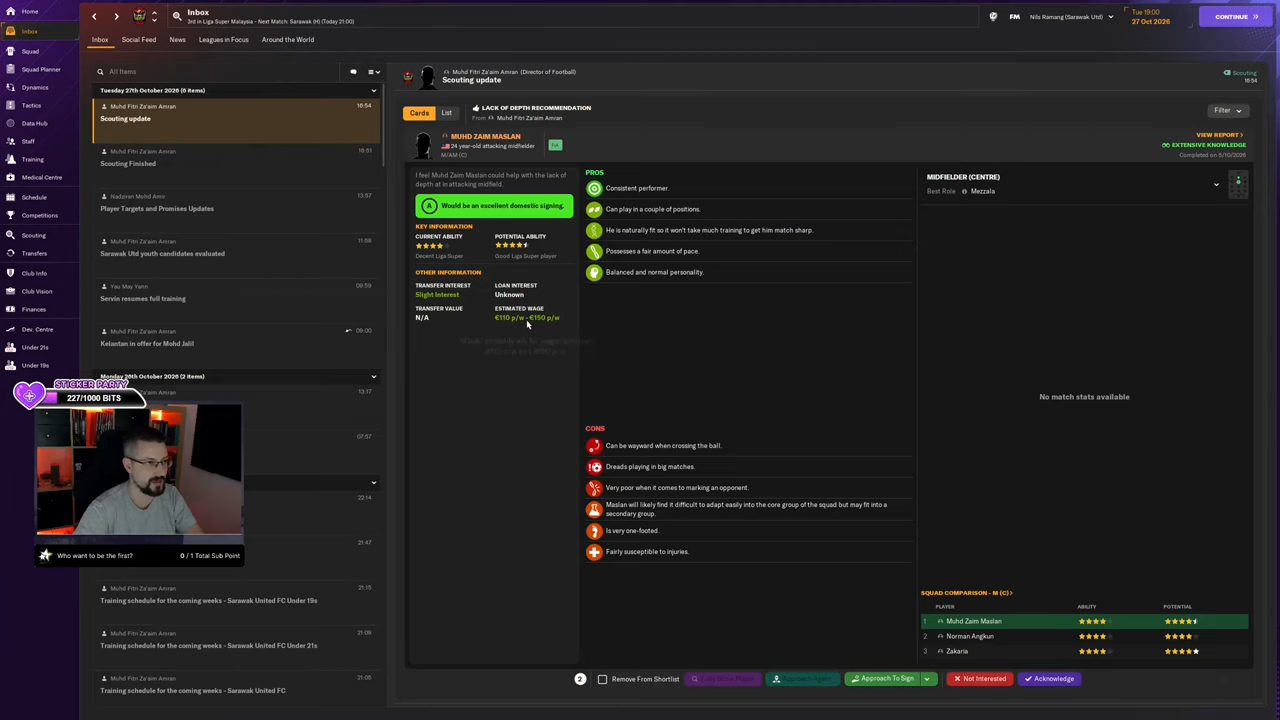 Home
Inbox
Squad
Squad Planner
Dynamics
Tactics
Data Hub
Staff
Training
Medical Centre
Schedule
Competitions
Scouting
Transfers
Club Info
Club Vision
Finances
Dev. Centre
Under 21s
Under 19s
Inbox
3rd in Liga Super Malaysia - Next Match: Sarawak (H) (Today 21:00)
FM
Nils Ramang (Sarawak Utd)
Tue 19:00
27 Oct 2026
CONTINUE
Inbox
Social Feed
News
Leagues in Focus
Around the World
All Items
Tuesday 27th October 2026 (6 items)
Muhd Fitri Za'aim Amran
16:54
Scouting update
Muhd Fitri Za'aim Amran
16:51
Scouting Finished
Nadziran Mohd Amir
13:57
Player Targets and Promises Updates
Muhd Fitri Za'aim Amran
11:58
Sarawak Utd youth candidates evaluated
Yau May Yann
09:59
Servin resumes full training
Muhd Fitri Za'aim Amran
09:00
Kelantan in offer for Mohd Jalil
Monday 26th October 2026 (2 items)
Muhd Fitri Za'aim Amran
13:17
07:57
22:14
21:47
Muhd Fitri Za'aim Amran
21:15
Training schedule for the coming weeks - Sarawak United FC Under 19s
Muhd Fitri Za'aim Amran
21:09
Training schedule for the coming weeks - Sarawak United FC Under 21s
Muhd Fitri Za'aim Amran
21:05
Training schedule for the coming weeks - Sarawak United FC
STICKER PARTY
227/1000 BITS
Who want to be the first?
0 / 1 Total Sub Point
Muhd Fitri Za'aim Amran (Director of Football)
Scouting update
Scouting
16:54
Cards
List
LACK OF DEPTH RECOMMENDATION
From Muhd Fitri Za'aim Amran
Filter
MUHD ZAIM MASLAN
24 year-old attacking midfielder
M/AM (C)
VIEW REPORT >
EXTENSIVE KNOWLEDGE
Completed on 5/10/2026
I feel Muhd Zaim Maslan could help with the lack of
depth at in attacking midfield.
A
Would be an excellent domestic signing.
KEY INFORMATION
CURRENT ABILITY
POTENTIAL ABILITY
Decent Liga Super
Good Liga Super player
OTHER INFORMATION
TRANSFER INTEREST
LOAN INTEREST
Slight Interest
Unknown
TRANSFER VALUE
ESTIMATED WAGE
N/A
€110 p/w - €150 p/w
PROS
Consistent performer.
Can play in a couple of positions.
He is naturally fit so it won't take much training to get him match sharp.
Possesses a fair amount of pace.
Balanced and normal personality.
CONS
Can be wayward when crossing the ball.
Dreads playing in big matches.
Very poor when it comes to marking an opponent.
Maslan will likely find it difficult to adapt easily into the core group of the squad but may fit into a
secondary group.
Is very one-footed.
Fairly susceptible to injuries.
MIDFIELDER (CENTRE)
Best Role
Mezzala
No match stats available
SQUAD COMPARISON - M (C) >
PLAYER
ABILITY
POTENTIAL
1 Muhd Zaim Maslan
2 Norman Angkun
3 Zakaria
2
Remove From Shortlist
Approach Agent
Approach To Sign
Not Interested
Acknowledge